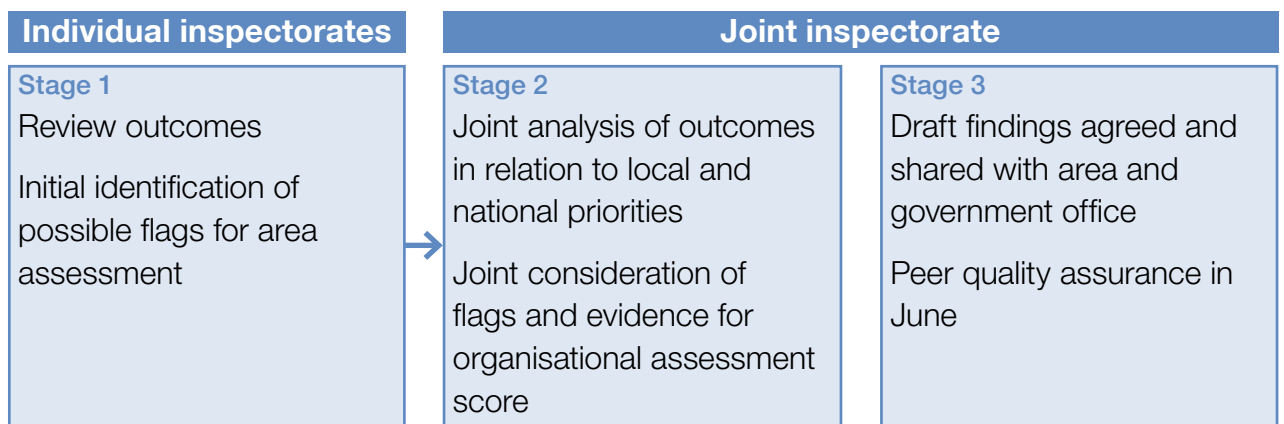 Individual inspectorates
Joint inspectorate
Stage 1
Review outcomes
Initial identification of
possible flags for area
assessment
Stage 2
Joint analysis of outcomes
in relation to local and
national priorities
Joint consideration of
flags and evidence for
organisational assessment
score
Stage 3
Draft findings agreed and
shared with area and
government office
Peer quality assurance in
June